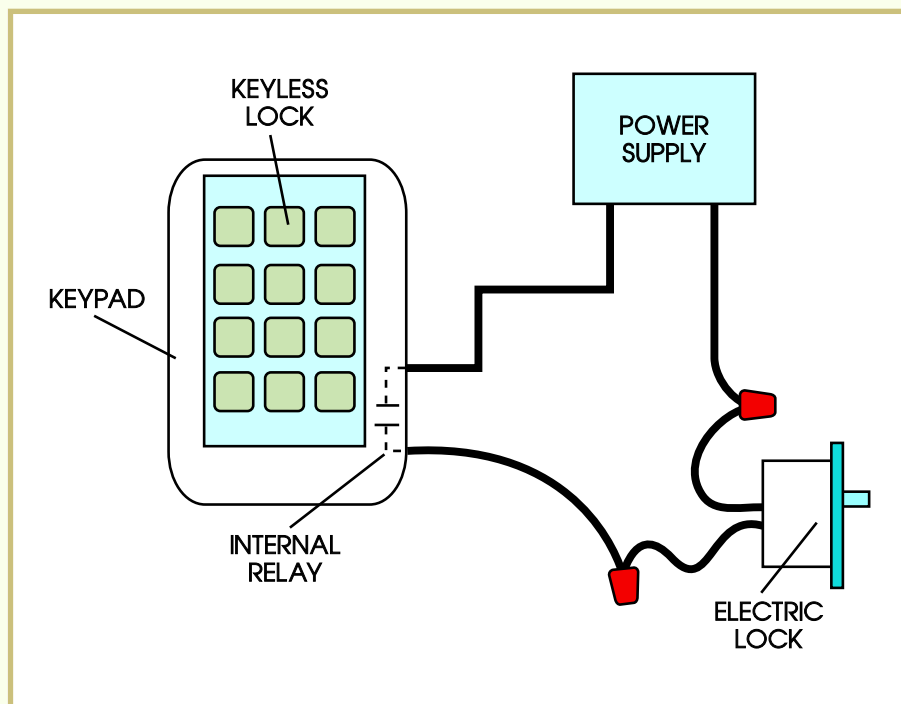 KEYLESS
LOCK
POWER
SUPPLY
KEYPAD
INTERNAL
RELAY
ELECTRIC
LOCK